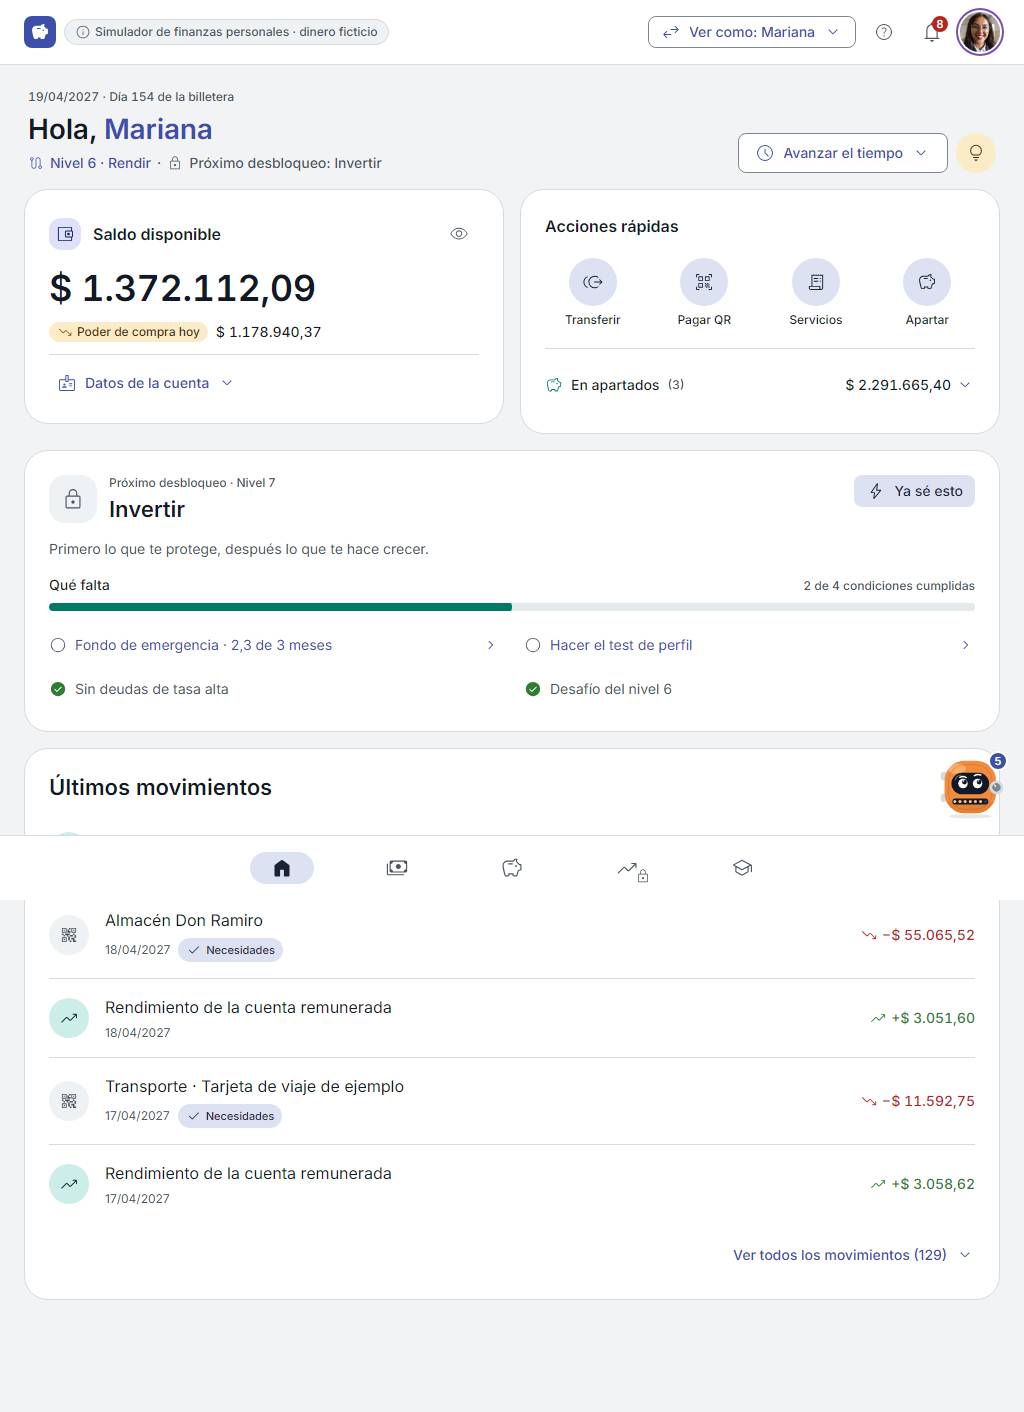 Simulador de finanzas personales · dinero ficticio
Ver como: Mariana
8
19/04/2027 · Día 154 de la billetera
Hola, Mariana
Nivel 6 · Rendir · Próximo desbloqueo: Invertir
Avanzar el tiempo
Saldo disponible
$ 1.372.112,09
Poder de compra hoy $ 1.178.940,37
Datos de la cuenta
Acciones rápidas
Transferir
Pagar QR
Servicios
Apartar
En apartados (3)
$ 2.291.665,40
Próximo desbloqueo · Nivel 7
Invertir
Ya sé esto
Primero lo que te protege, después lo que te hace crecer.
Qué falta
2 de 4 condiciones cumplidas
Fondo de emergencia · 2,3 de 3 meses
Hacer el test de perfil
Sin deudas de tasa alta
Desafío del nivel 6
Últimos movimientos
5
Almacén Don Ramiro
18/04/2027 Necesidades
−$ 55.065,52
Rendimiento de la cuenta remunerada
18/04/2027
+$ 3.051,60
Transporte · Tarjeta de viaje de ejemplo
17/04/2027 Necesidades
−$ 11.592,75
Rendimiento de la cuenta remunerada
17/04/2027
+$ 3.058,62
Ver todos los movimientos (129)